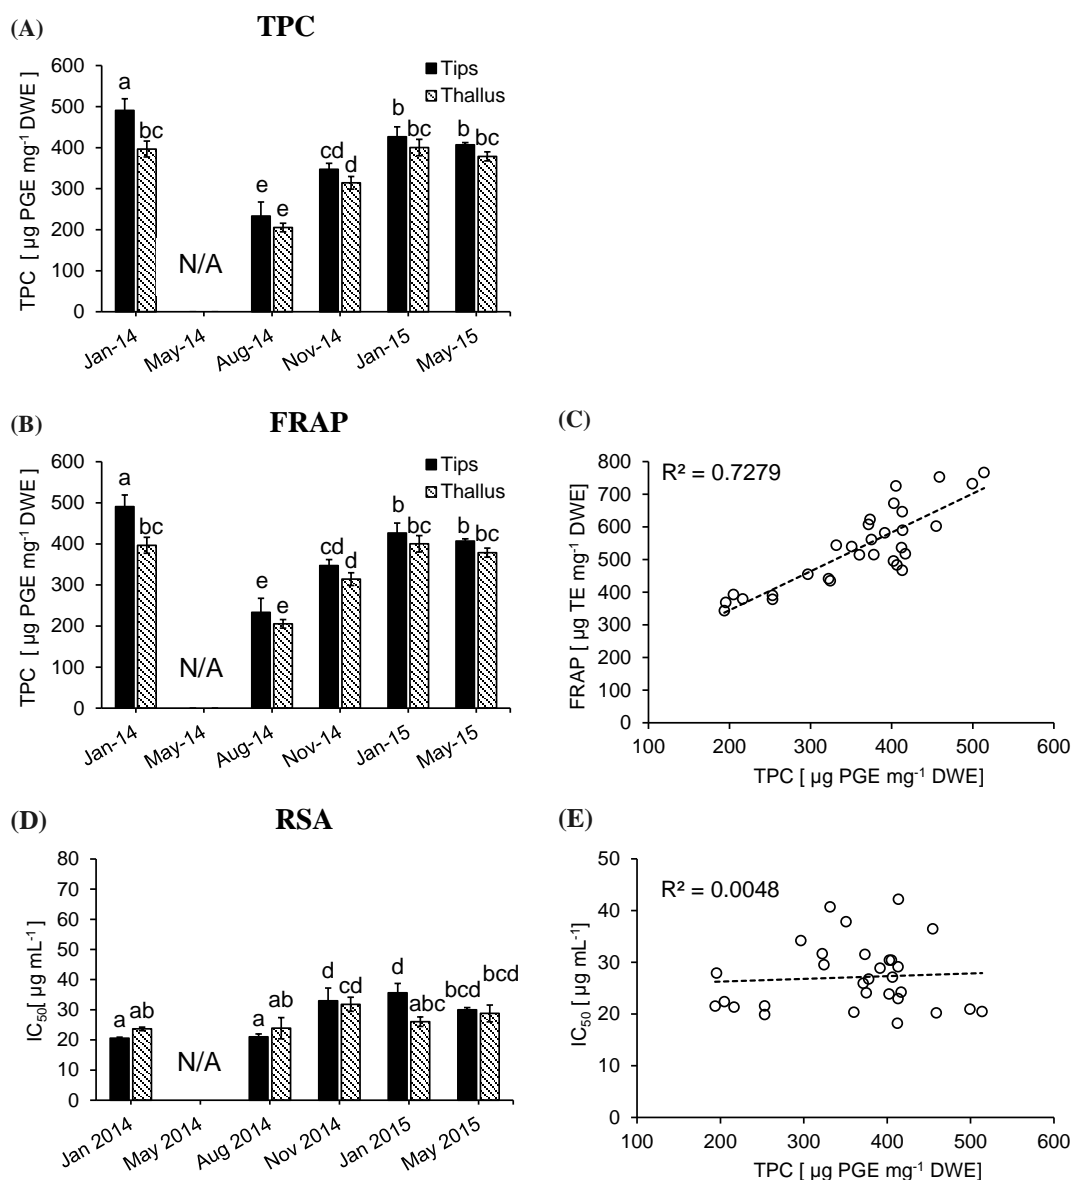 (A)
TPC
TPC [ µg PGE mg⁻¹ DWE]
600
500
400
300
200
100
0
Tips
Thallus
a
bc
N/A
e
e
cd
d
b
bc
b
bc
Jan-14
May-14
Aug-14
Nov-14
Jan-15
May-15
(B)
FRAP
TPC [ µg PGE mg⁻¹ DWE]
600
500
400
300
200
100
0
Tips
Thallus
a
bc
N/A
e
e
cd
d
b
bc
b
bc
Jan-14
May-14
Aug-14
Nov-14
Jan-15
May-15
(C)
R² = 0.7279
FRAP [ µg TE mg⁻¹ DWE]
800
700
600
500
400
300
200
100
0
100
200
300
400
500
600
TPC [ µg PGE mg⁻¹ DWE]
(D)
RSA
IC₅₀[ µg mL⁻¹]
80
70
60
50
40
30
20
10
0
a
ab
N/A
a
ab
d
cd
d
abc
bcd
bcd
Jan 2014
May 2014
Aug 2014
Nov 2014
Jan 2015
May 2015
(E)
R² = 0.0048
IC₅₀ [ µg mL⁻¹]
50
40
30
20
10
0
100
200
300
400
500
600
TPC [ µg PGE mg⁻¹ DWE]